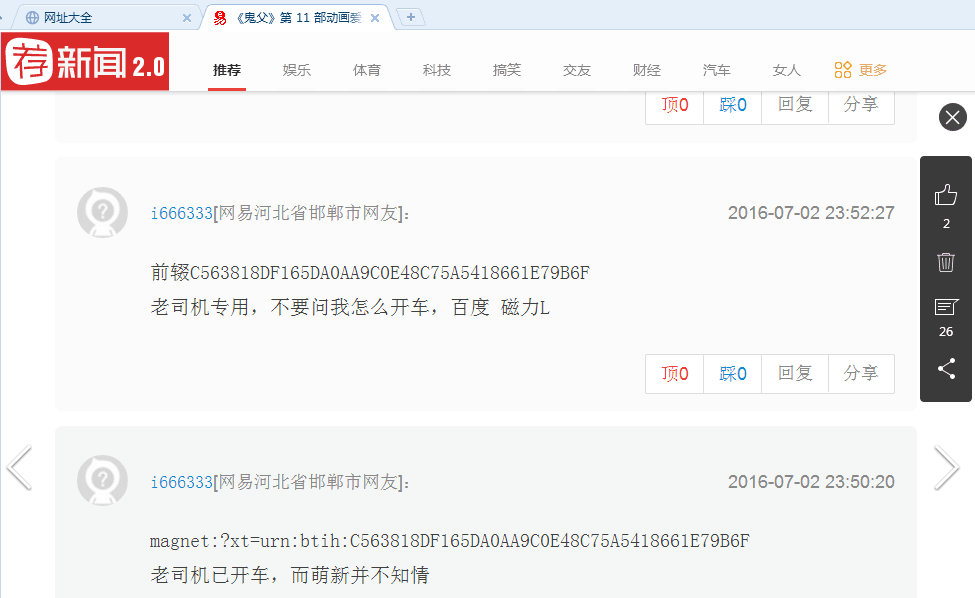 网址大全
《鬼父》第 11 部动画爱
荐新闻2.0
推荐 娱乐 体育 科技 搞笑 交友 财经 汽车 女人 更多
顶0 踩0 回复 分享
i666333[网易河北省邯郸市网友]: 2016-07-02 23:52:27
前辍C563818DF165DA0AA9C0E48C75A5418661E79B6F
老司机专用，不要问我怎么开车，百度 磁力L
顶0 踩0 回复 分享
2
26
i666333[网易河北省邯郸市网友]: 2016-07-02 23:50:20
magnet:?xt=urn:btih:C563818DF165DA0AA9C0E48C75A5418661E79B6F
老司机已开车，而萌新并不知情